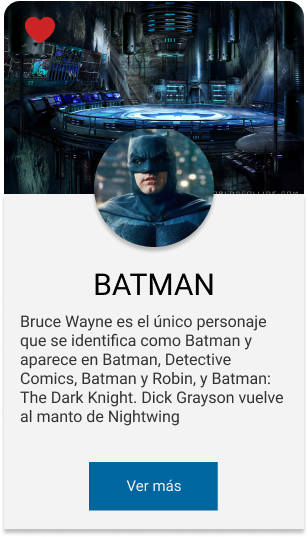 BATMAN
Bruce Wayne es el único personaje
que se identifica como Batman y
aparece en Batman, Detective
Comics, Batman y Robin, y Batman:
The Dark Knight. Dick Grayson vuelve
al manto de Nightwing
Ver más